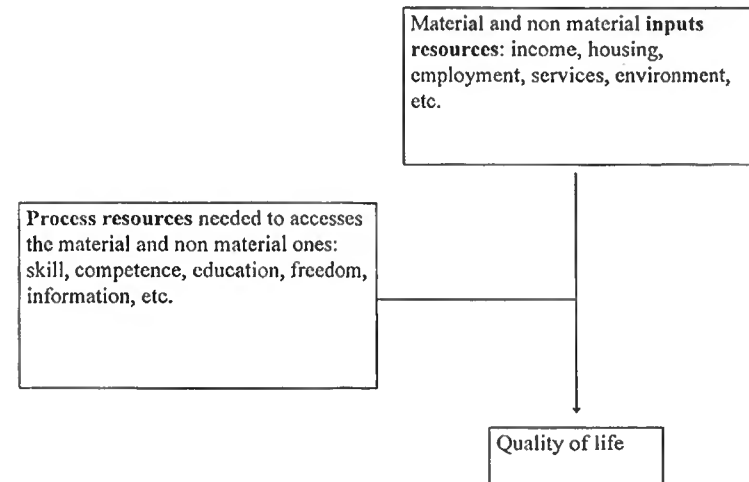 Material and non material inputs
resources: income, housing,
employment, services, environment,
etc.
Process resources needed to accesses
the material and non material ones:
skill, competence, education, freedom,
information, etc.
Quality of life